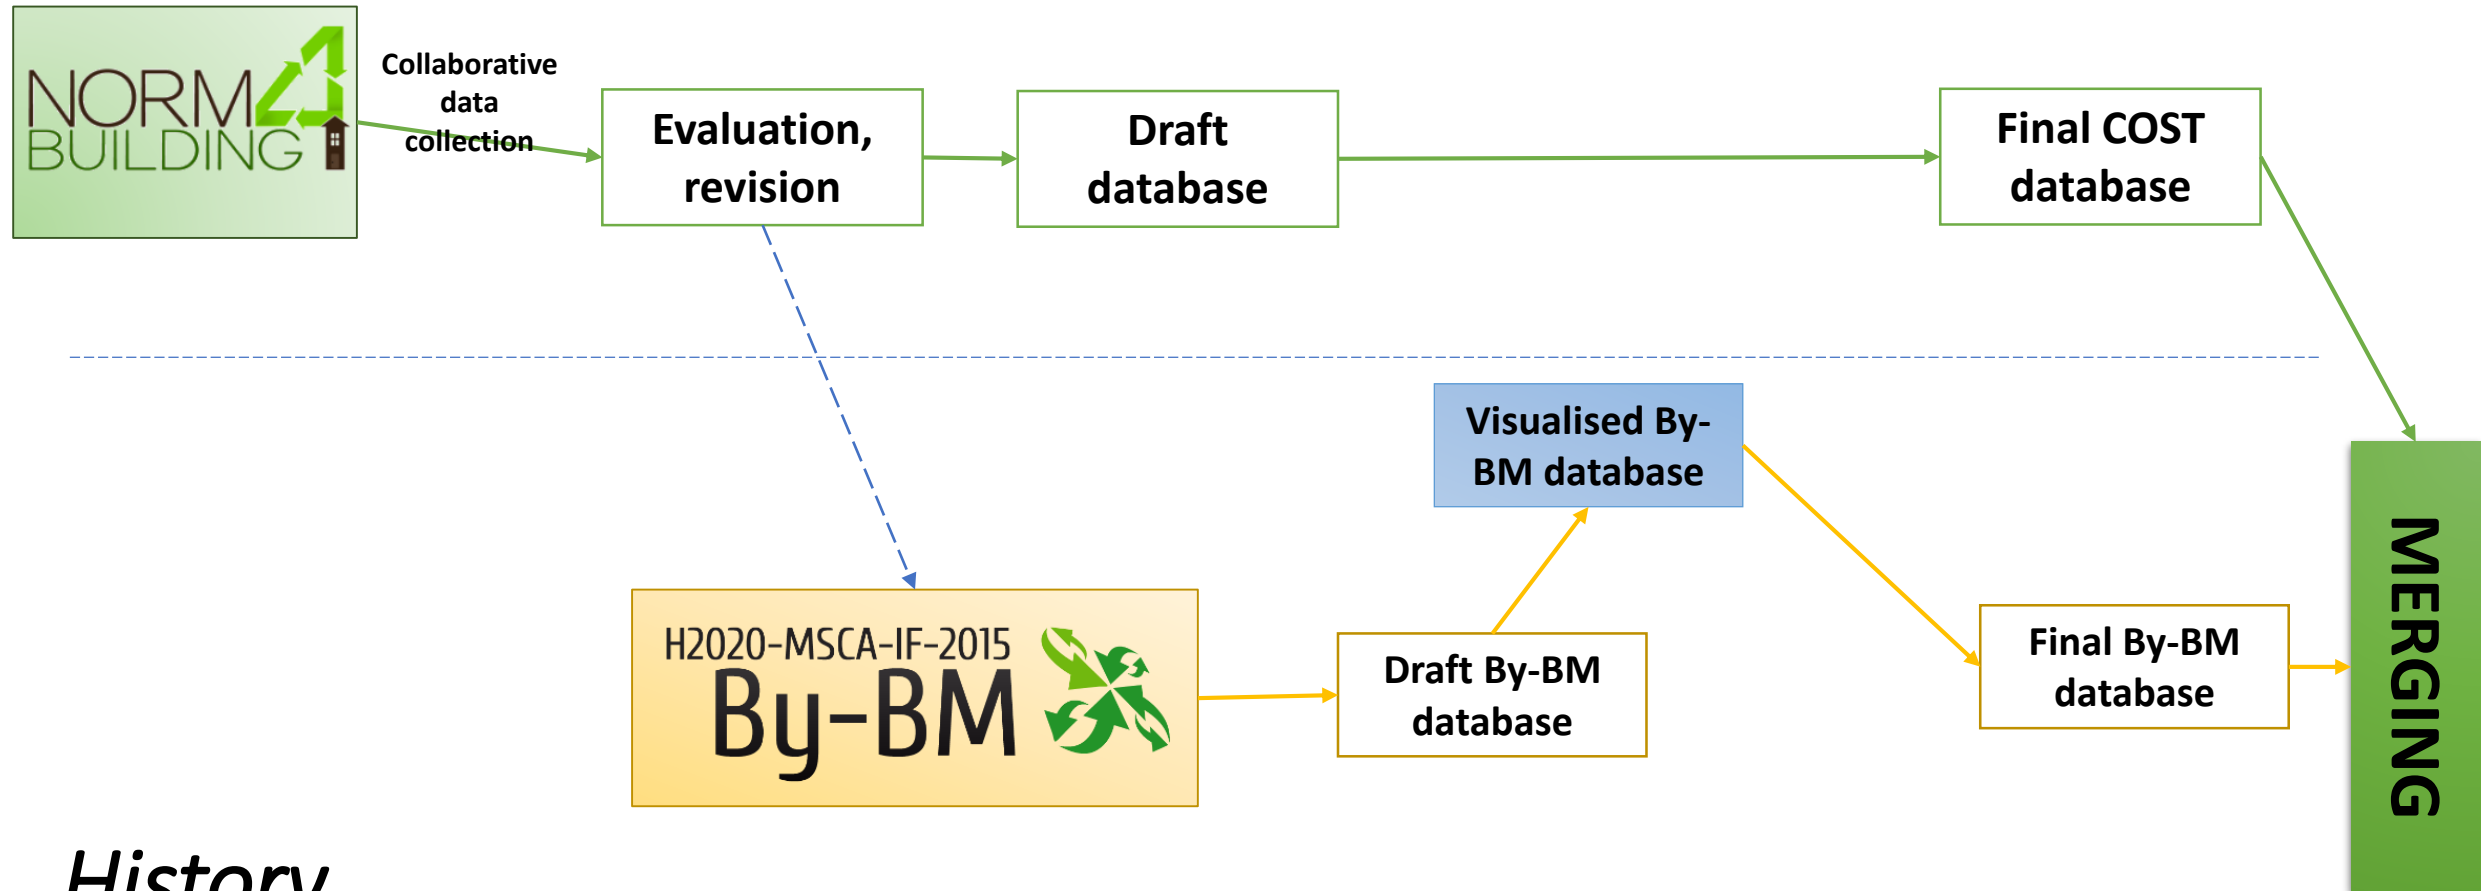 NORM4
BUILDING
Collaborative
data
collection
Evaluation,
revision
Draft
database
Final COST
database
Visualised By-
BM database
H2020-MSCA-IF-2015
By-BM
Draft By-BM
database
Final By-BM
database
MERGING
History